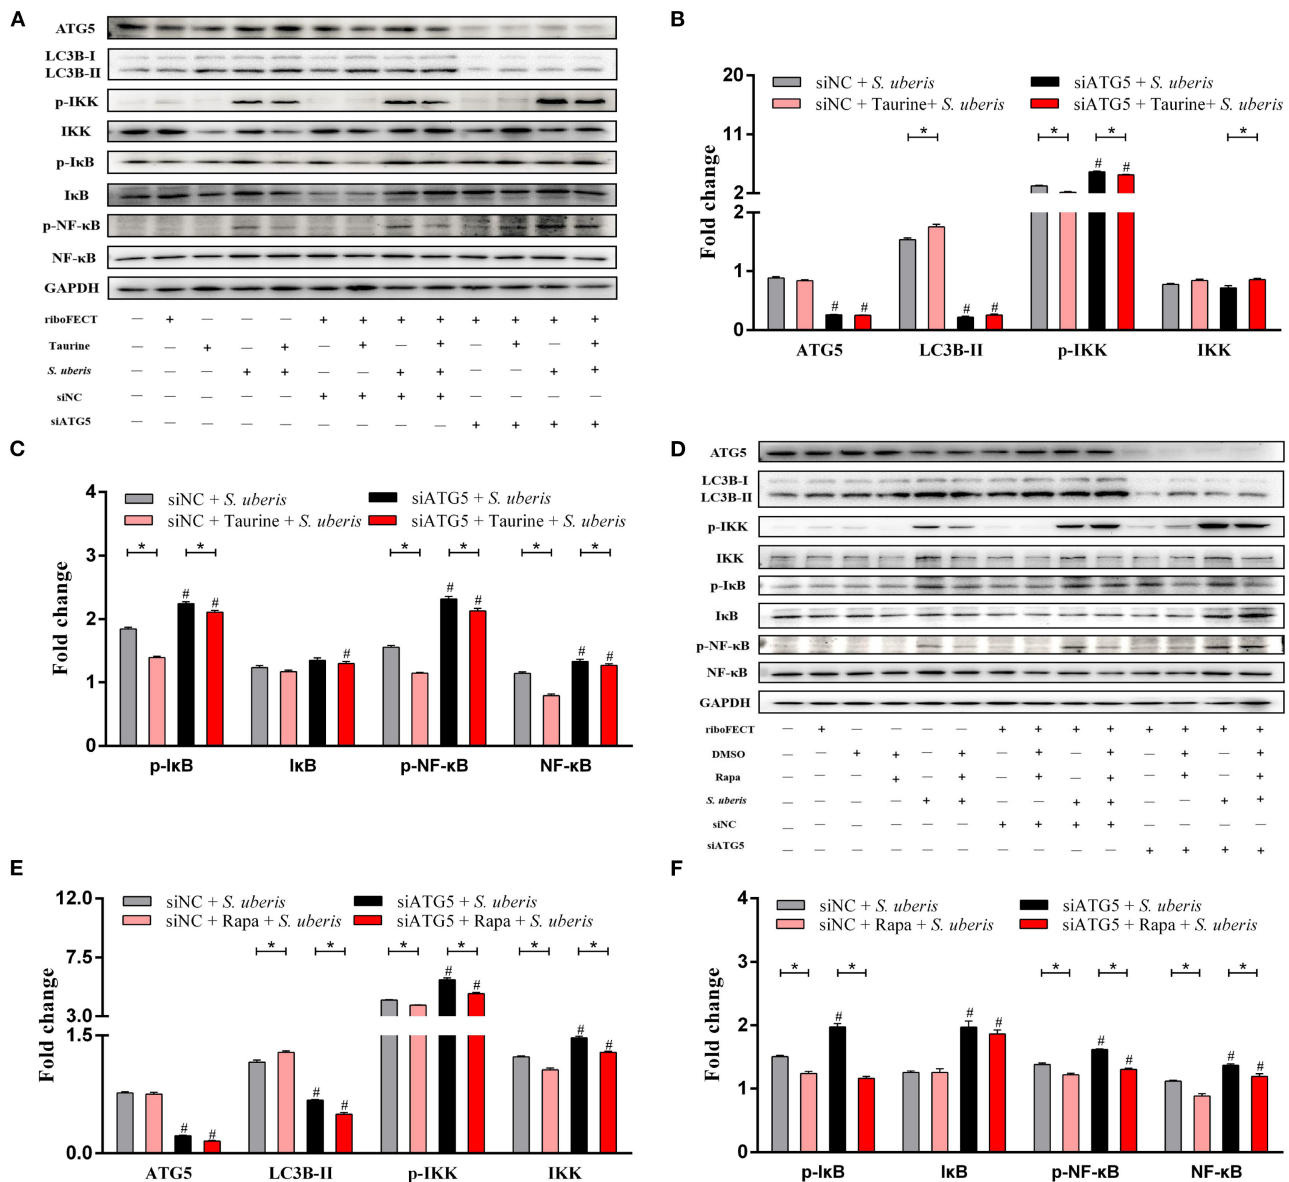 A
ATG5
LC3B-I
LC3B-II
p-IKK
IKK
p-IκB
IκB
p-NF-κB
NF-κB
GAPDH
riboFECT — + — — — + + + + + + + +
Taurine — — + — + — + — + — + — +
S. uberis — — — + + — — + + — — + +
siNC — — — — — + + + + — — — —
siATG5 — — — — — — — — — + + + +
B
siNC + S. uberis
siNC + Taurine+ S. uberis
siATG5 + S. uberis
siATG5 + Taurine+ S. uberis
Fold change
20
11
2
2
1
0
* * * *
# # # # # #
ATG5 LC3B-II p-IKK IKK
C
siNC + S. uberis
siNC + Taurine + S. uberis
siATG5 + S. uberis
siATG5 + Taurine + S. uberis
Fold change
4
3
2
1
0
* * * * * *
# # # # # # #
p-IκB IκB p-NF-κB NF-κB
D
ATG5
LC3B-I
LC3B-II
p-IKK
IKK
p-IκB
IκB
p-NF-κB
NF-κB
GAPDH
riboFECT — + — — — — + + + + + + + +
DMSO — — + + — + — + — + — + — +
Rapa — — — + — + — + — + — + — +
S. uberis — — — — + + — — + + — — + +
siNC — — — — — — + + + + — — — —
siATG5 — — — — — — — — — — + + + +
E
siNC + S. uberis
siNC + Rapa + S. uberis
siATG5 + S. uberis
siATG5 + Rapa + S. uberis
Fold change
12.0
7.5
3.0
1.5
0.0
* * * * * *
# # # # # # # #
ATG5 LC3B-II p-IKK IKK
F
siNC + S. uberis
siNC + Rapa + S. uberis
siATG5 + S. uberis
siATG5 + Rapa + S. uberis
Fold change
4
3
2
1
0
* * * * * *
# # # # # # #
p-IκB IκB p-NF-κB NF-κB